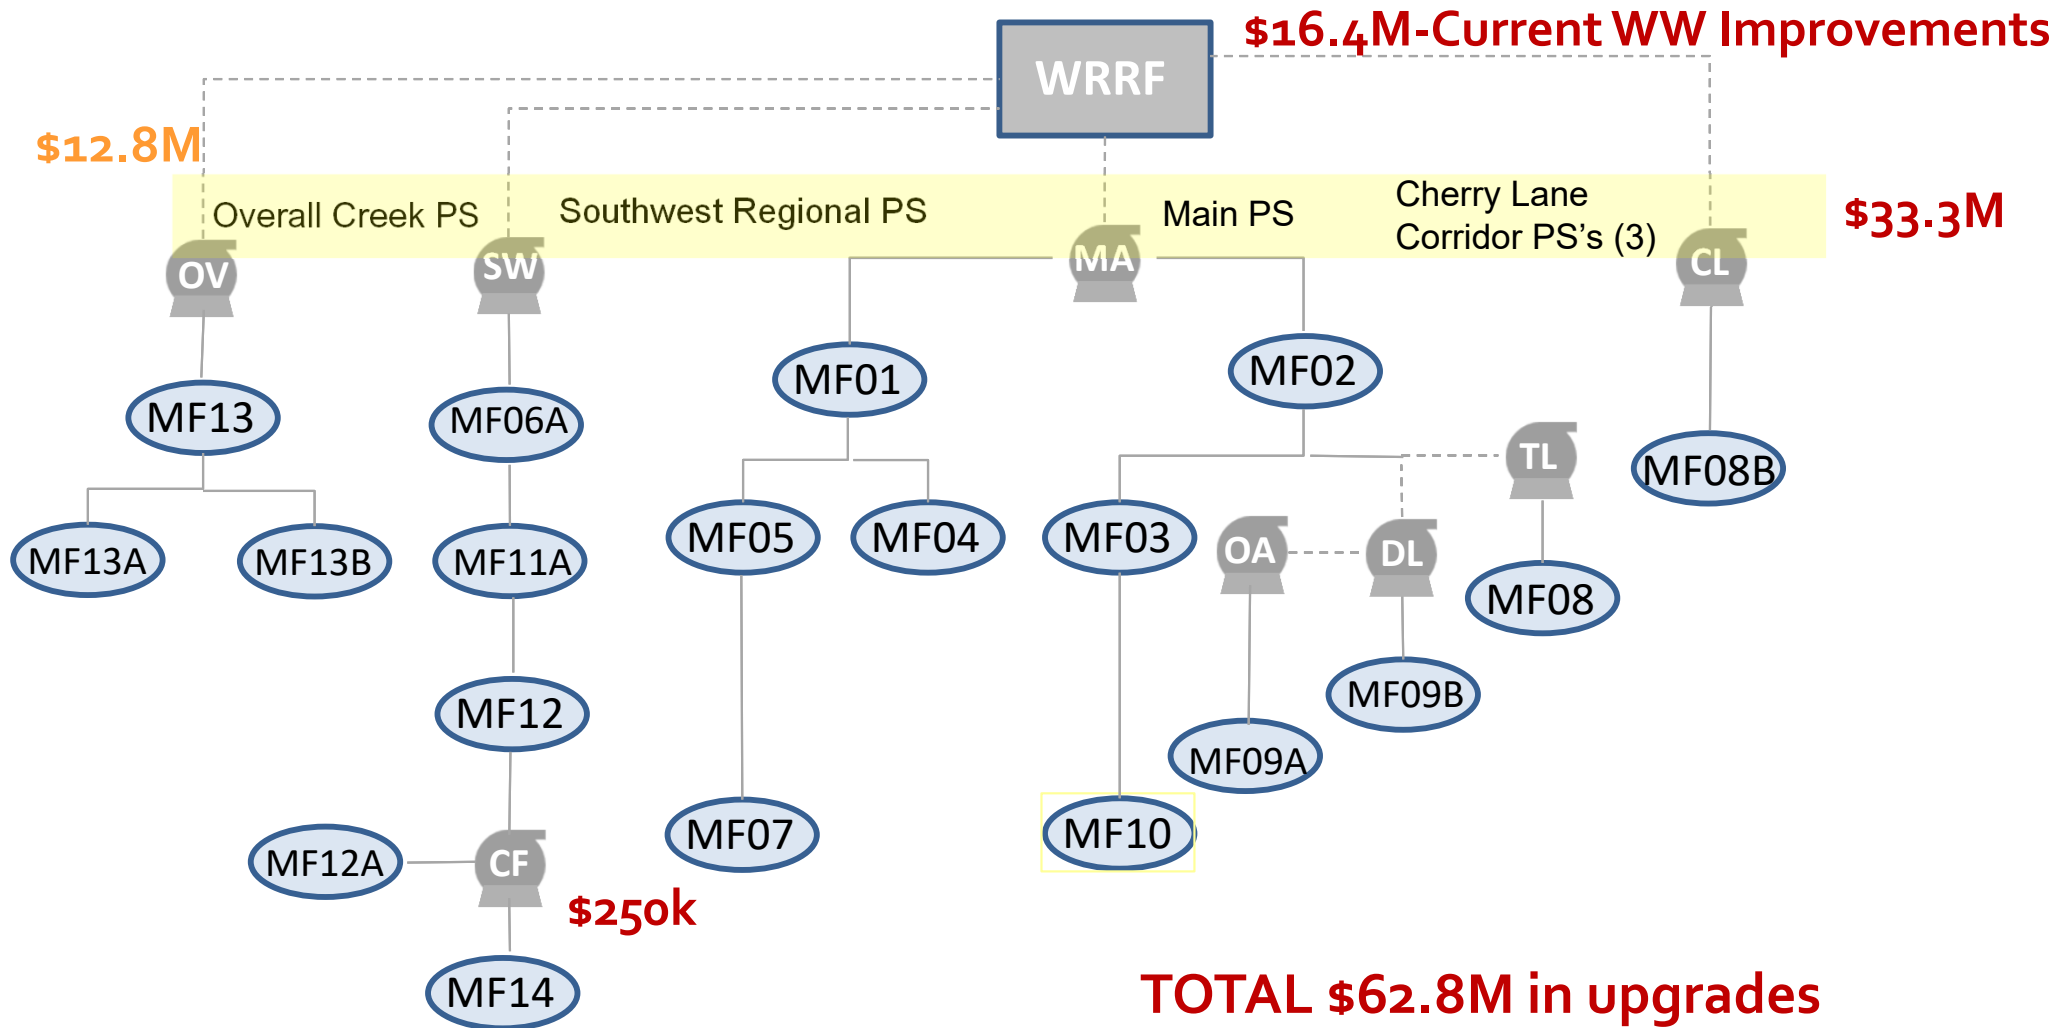 $16.4M-Current WW Improvements
WRRF
$12.8M
Overall Creek PS
Southwest Regional PS
Main PS
Cherry Lane
Corridor PS's (3)
$33.3M
OV
SW
MA
CL
MF13
MF06A
MF01
MF02
TL
MF08B
MF13A
MF13B
MF11A
MF05
MF04
MF03
OA
DL
MF08
MF12
MF09B
MF09A
MF12A
CF
MF07
MF10
$250k
MF14
TOTAL $62.8M in upgrades